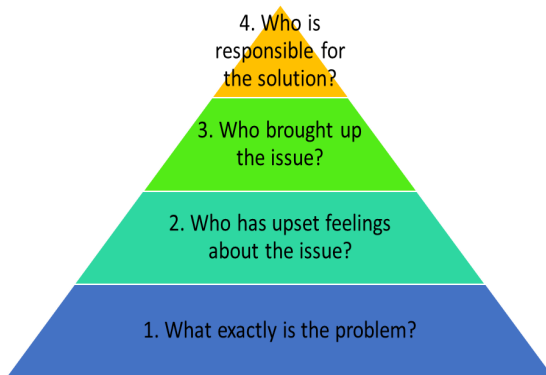 4. Who is
responsible for
the solution?
3. Who brought up
the issue?
2. Who has upset feelings
about the issue?
1. What exactly is the problem?